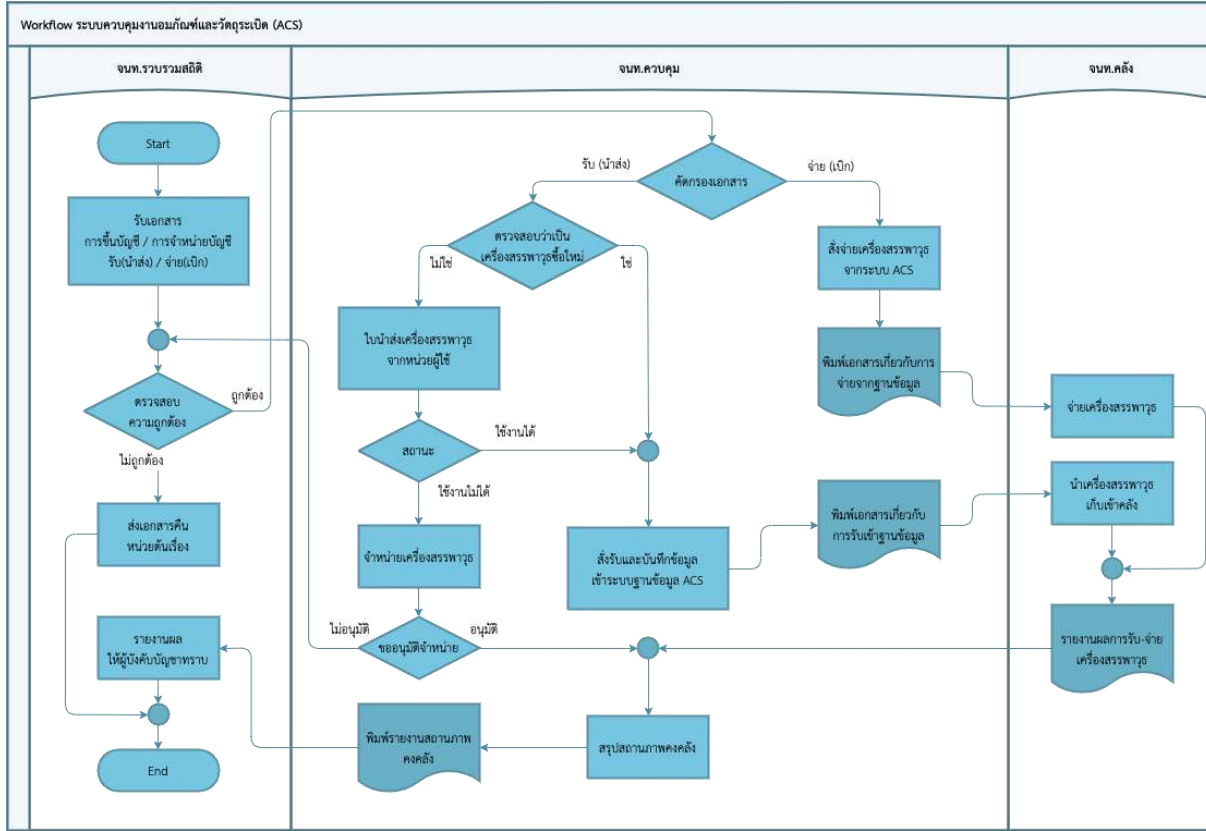 Workflow ระบบควบคุมงานอมภัณฑ์และวัตถุระเบิด (ACS)
จนท.รวบรวมสถิติ
จนท.ควบคุม
จนท.คลัง
Start
รับเอกสาร
การขึ้นบัญชี / การจำหน่ายบัญชี
รับ(นำส่ง) / จ่าย(เบิก)
ตรวจสอบ
ความถูกต้อง
ถูกต้อง
ไม่ถูกต้อง
ส่งเอกสารคืน
หน่วยต้นเรื่อง
รายงานผล
ให้ผู้บังคับบัญชาทราบ
End
คัดกรองเอกสาร
รับ (นำส่ง)
จ่าย (เบิก)
ตรวจสอบว่าเป็น
เครื่องสรรพาวุธซื้อใหม่
ไม่ใช่
ใช่
ใบนำส่งเครื่องสรรพาวุธ
จากหน่วยผู้ใช้
สถานะ
ใช้งานได้
ใช้งานไม่ได้
จำหน่ายเครื่องสรรพาวุธ
ขออนุมัติจำหน่าย
ไม่อนุมัติ
อนุมัติ
สั่งรับและบันทึกข้อมูล
เข้าระบบฐานข้อมูล ACS
สั่งจ่ายเครื่องสรรพาวุธ
จากระบบ ACS
พิมพ์เอกสารเกี่ยวกับการ
จ่ายจากฐานข้อมูล
พิมพ์เอกสารเกี่ยวกับ
การรับเข้าฐานข้อมูล
สรุปสถานภาพคงคลัง
พิมพ์รายงานสถานภาพ
คงคลัง
จ่ายเครื่องสรรพาวุธ
นำเครื่องสรรพาวุธ
เก็บเข้าคลัง
รายงานผลการรับ-จ่าย
เครื่องสรรพาวุธ